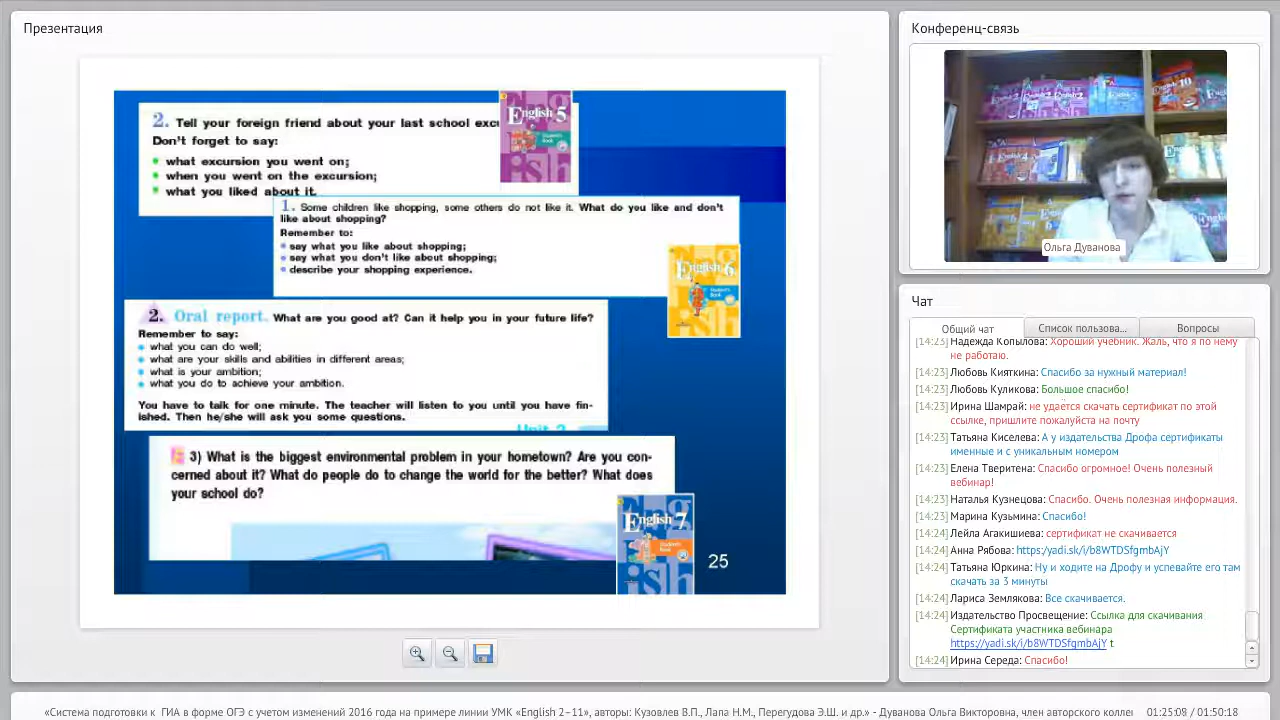 Презентация
2. Tell your foreign friend about your last school excu
Don't forget to say:
what excursion you went on;
when you went on the excursion;
what you liked about it.
English 5
Student's Book
1. Some children like shopping, some others do not like it. What do you like and don't
like about shopping?
Remember to:
say what you like about shopping;
say what you don't like about shopping;
describe your shopping experience.
English 6
Student's Book
2. Oral report. What are you good at? Can it help you in your future life?
Remember to say:
what you can do well;
what are your skills and abilities in different areas;
what is your ambition;
what you do to achieve your ambition.
You have to talk for one minute. The teacher will listen to you until you have fin-
ished. Then he/she will ask you some questions.
3) What is the biggest environmental problem in your hometown? Are you con-
cerned about it? What do people do to change the world for the better? What does
your school do?
English 7
25
Конференц-связь
Ольга Дуванова
Чат
Общий чат
Список пользова...
Вопросы
[14:23] Надежда Копылова: Хороший учебник. Жаль, что я по нему
не работаю.
[14:23] Любовь Кияткина: Спасибо за нужный материал!
[14:23] Любовь Куликова: Большое спасибо!
[14:23] Ирина Шамрай: не удаётся скачать сертификат по этой
ссылке, пришлите пожалуйста на почту
[14:23] Татьяна Киселева: А у издательства Дрофа сертификаты
именные и с уникальным номером
[14:23] Елена Тверитена: Спасибо огромное! Очень полезный
вебинар!
[14:23] Наталья Кузнецова: Спасибо. Очень полезная информация.
[14:23] Марина Кузьмина: Спасибо!
[14:24] Лейла Агакишиева: сертификат не скачивается
[14:24] Анна Рябова: https:/yadi.sk/i/b8WTDSfgmbAjY
[14:24] Татьяна Юркина: Ну и ходите на Дрофу и успевайте его там
скачать за 3 минуты
[14:24] Лариса Землякова: Все скачивается.
[14:24] Издательство Просвещение: Ссылка для скачивания
Сертификата участника вебинара
https://yadi.sk/i/b8WTDSfgmbAjY t
[14:24] Ирина Середа: Спасибо!
«Система подготовки к ГИА в форме ОГЭ с учетом изменений 2016 года на примере линии УМК «English 2–11», авторы: Кузовлев В.П., Лапа Н.М., Перегудова Э.Ш. и др.» - Дуванова Ольга Викторовна, член авторского коллек
01:25:08 / 01:50:18